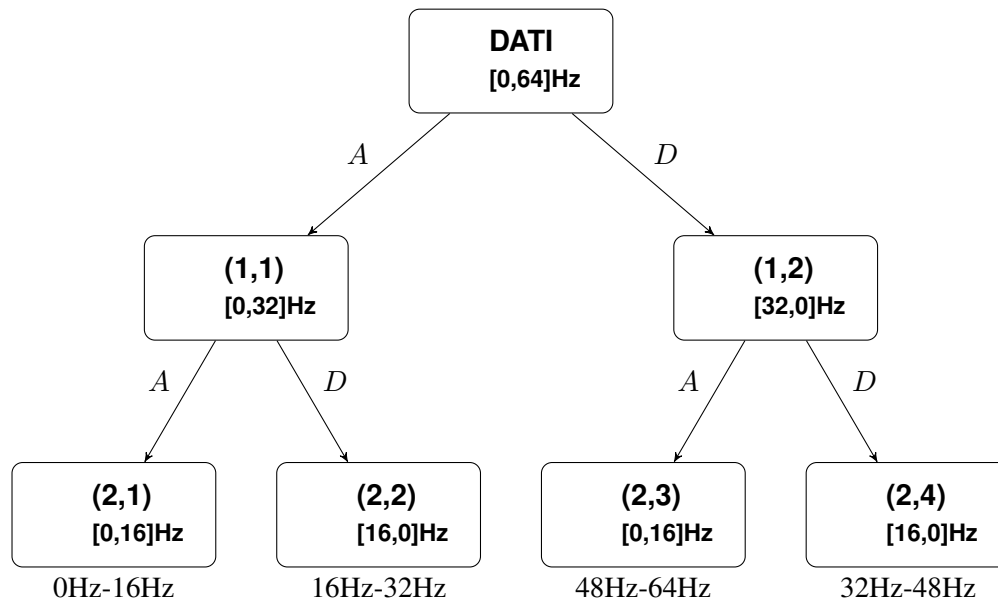 DATI
[0,64]Hz
A
D
(1,1)
[0,32]Hz
(1,2)
[32,0]Hz
A
D
A
D
(2,1)
[0,16]Hz
(2,2)
[16,0]Hz
(2,3)
[0,16]Hz
(2,4)
[16,0]Hz
0Hz-16Hz
16Hz-32Hz
48Hz-64Hz
32Hz-48Hz